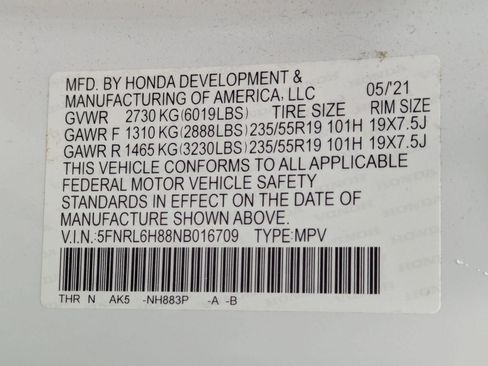 MFD. BY HONDA DEVELOPMENT &
MANUFACTURING OF AMERICA, LLC 05/'21
GVWR 2730 KG(6019LBS) TIRE SIZE RIM SIZE
GAWR F 1310 KG(2888LBS) 235/55R19 101H 19X7.5J
GAWR R 1465 KG(3230LBS) 235/55R19 101H 19X7.5J
THIS VEHICLE CONFORMS TO ALL APPLICABLE
FEDERAL MOTOR VEHICLE SAFETY
STANDARDS IN EFFECT ON THE DATE OF
MANUFACTURE SHOWN ABOVE.
V.I.N.:5FNRL6H88NB016709 TYPE:MPV
THR N AK5 -NH883P -A -B